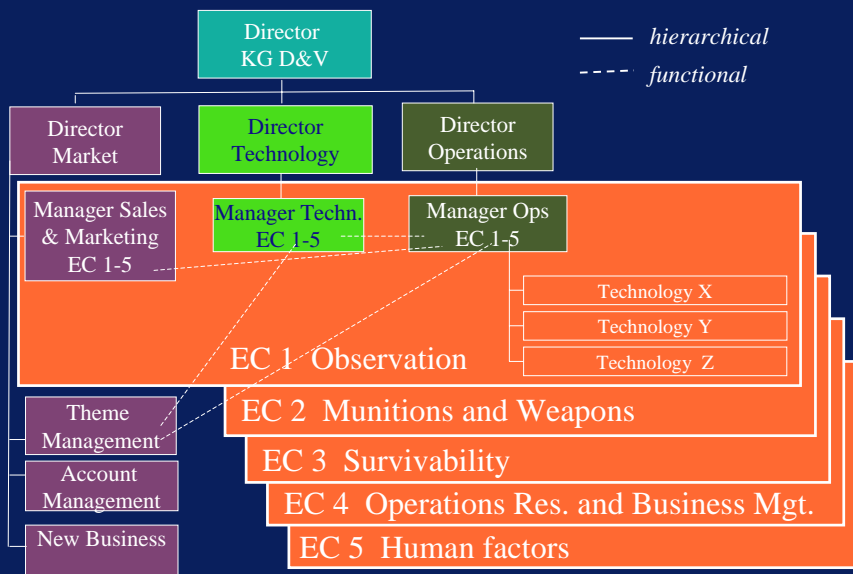 Director
KG D&V
hierarchical
functional
Director
Market
Director
Technology
Director
Operations
Manager Sales
& Marketing
EC 1-5
Manager Techn.
EC 1-5
Manager Ops
EC 1-5
Technology X
Technology Y
Technology Z
EC 1 Observation
Theme
Management
EC 2 Munitions and Weapons
EC 3 Survivability
Account
Management
EC 4 Operations Res. and Business Mgt.
New Business
EC 5 Human factors